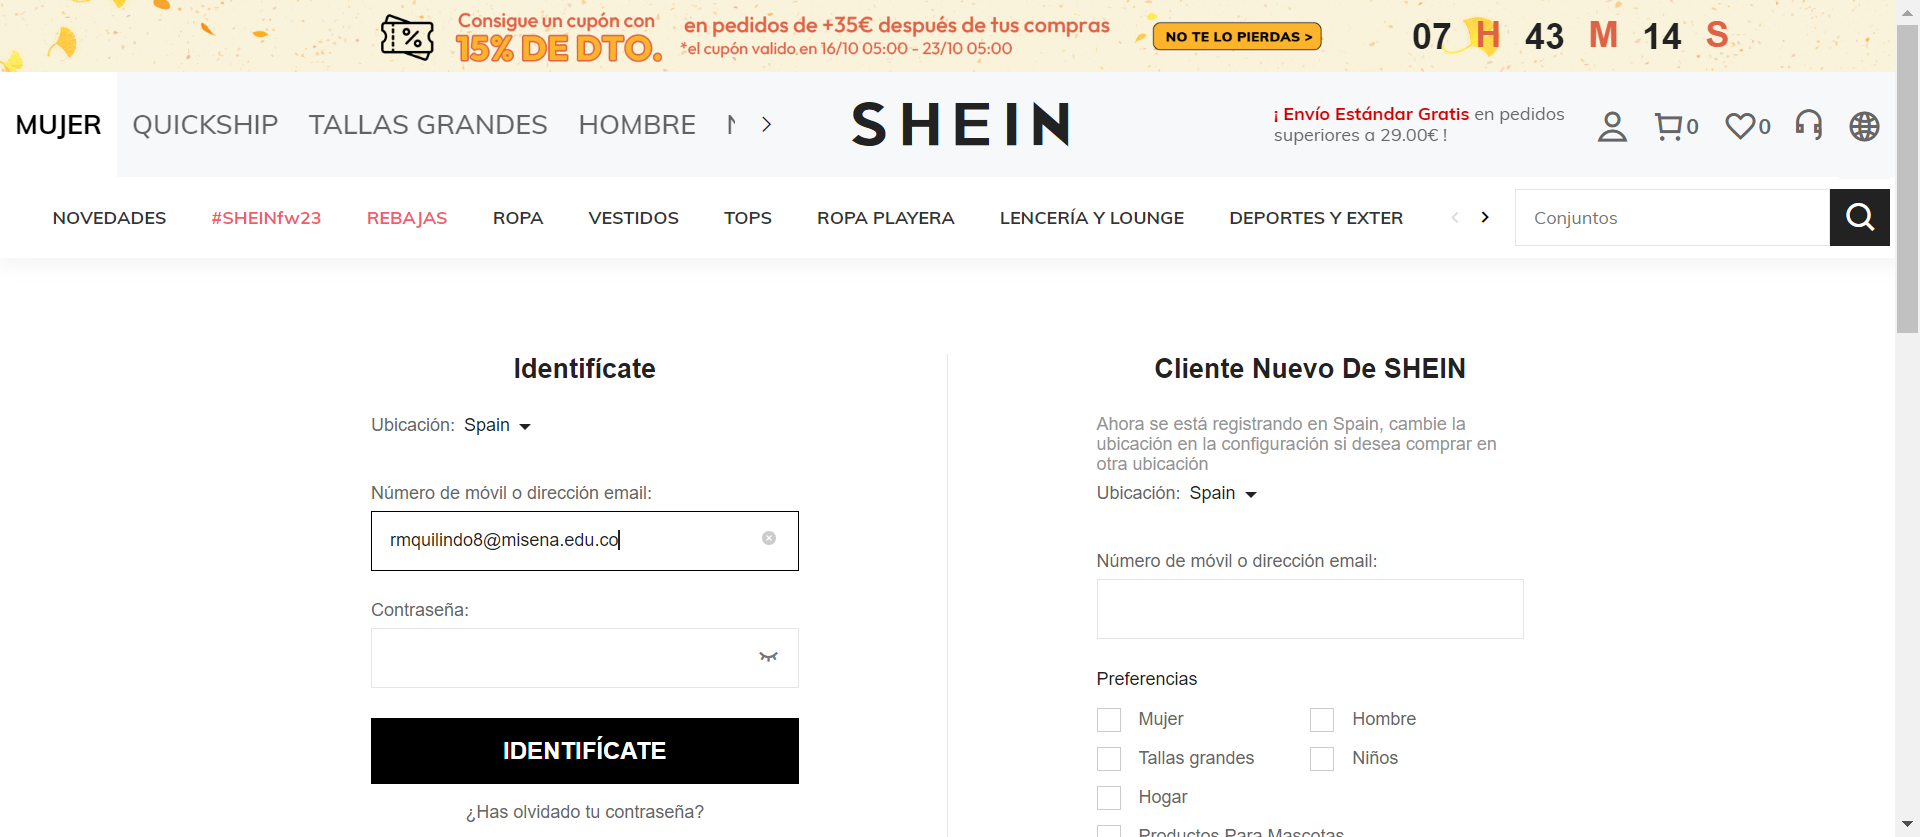 Consigue un cupón con
15% DE DTO.
en pedidos de +35€ después de tus compras
*el cupón valido en 16/10 05:00 - 23/10 05:00
NO TE LO PIERDAS >
07 H 43 M 14 S
MUJER QUICKSHIP TALLAS GRANDES HOMBRE
SHEIN
¡ Envío Estándar Gratis en pedidos
superiores a 29.00€ !
0 0
NOVEDADES #SHEINfw23 REBAJAS ROPA VESTIDOS TOPS ROPA PLAYERA LENCERÍA Y LOUNGE DEPORTES Y EXTER
Conjuntos
Identifícate
Ubicación: Spain
Número de móvil o dirección email:
rmquilindo8@misena.edu.co
Contraseña:
IDENTIFÍCATE
¿Has olvidado tu contraseña?
Cliente Nuevo De SHEIN
Ahora se está registrando en Spain, cambie la
ubicación en la configuración si desea comprar en
otra ubicación
Ubicación: Spain
Número de móvil o dirección email:
Preferencias
Mujer Hombre
Tallas grandes Niños
Hogar
Productos Para Mascotas